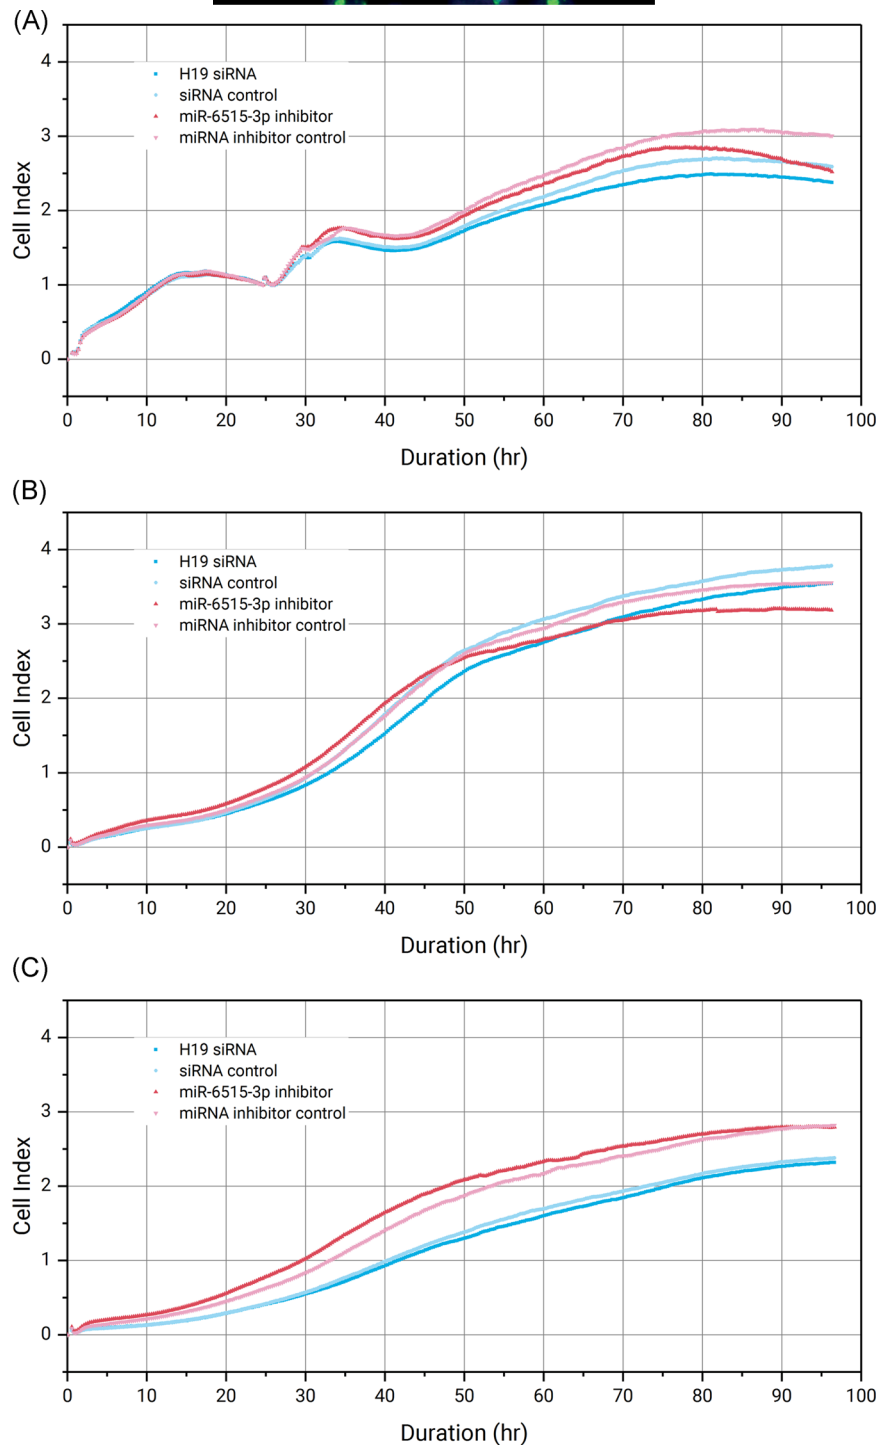 (A)
4
3
2
1
0
Cell Index
H19 siRNA
siRNA control
miR-6515-3p inhibitor
miRNA inhibitor control
0 10 20 30 40 50 60 70 80 90 100
Duration (hr)
(B)
4
3
2
1
0
Cell Index
H19 siRNA
siRNA control
miR-6515-3p inhibitor
miRNA inhibitor control
0 10 20 30 40 50 60 70 80 90 100
Duration (hr)
(C)
4
3
2
1
0
Cell Index
H19 siRNA
siRNA control
miR-6515-3p inhibitor
miRNA inhibitor control
0 10 20 30 40 50 60 70 80 90 100
Duration (hr)